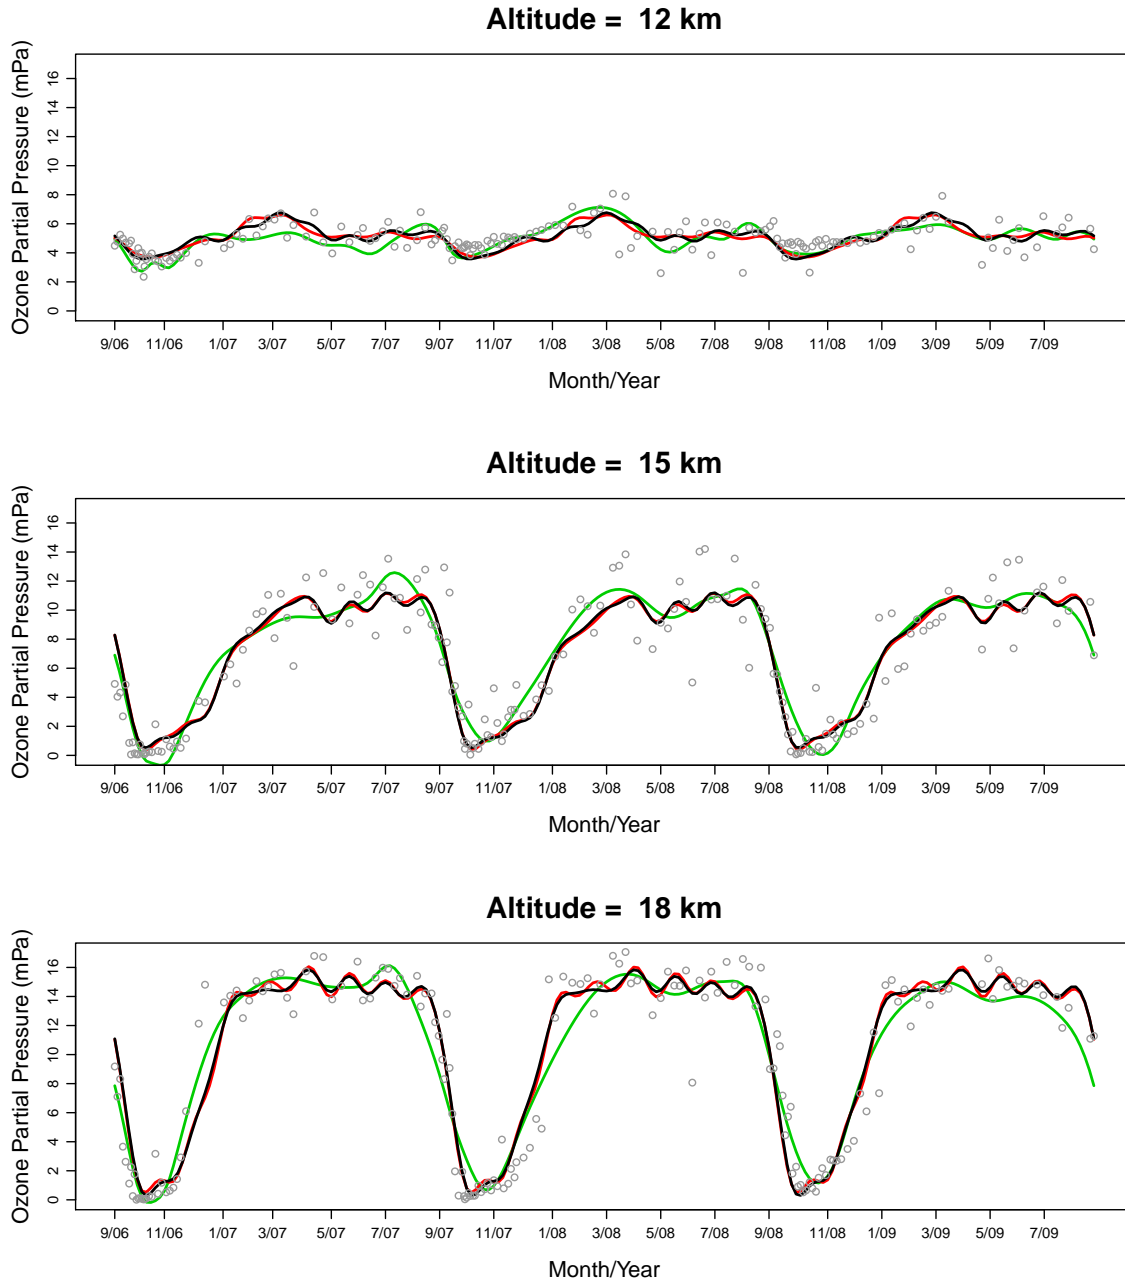 Altitude = 12 km
Ozone Partial Pressure (mPa)
0 2 4 6 8 10 12 14 16
9/06 11/06 1/07 3/07 5/07 7/07 9/07 11/07 1/08 3/08 5/08 7/08 9/08 11/08 1/09 3/09 5/09 7/09
Month/Year
Altitude = 15 km
Ozone Partial Pressure (mPa)
0 2 4 6 8 10 12 14 16
9/06 11/06 1/07 3/07 5/07 7/07 9/07 11/07 1/08 3/08 5/08 7/08 9/08 11/08 1/09 3/09 5/09 7/09
Month/Year
Altitude = 18 km
Ozone Partial Pressure (mPa)
0 2 4 6 8 10 12 14 16
9/06 11/06 1/07 3/07 5/07 7/07 9/07 11/07 1/08 3/08 5/08 7/08 9/08 11/08 1/09 3/09 5/09 7/09
Month/Year